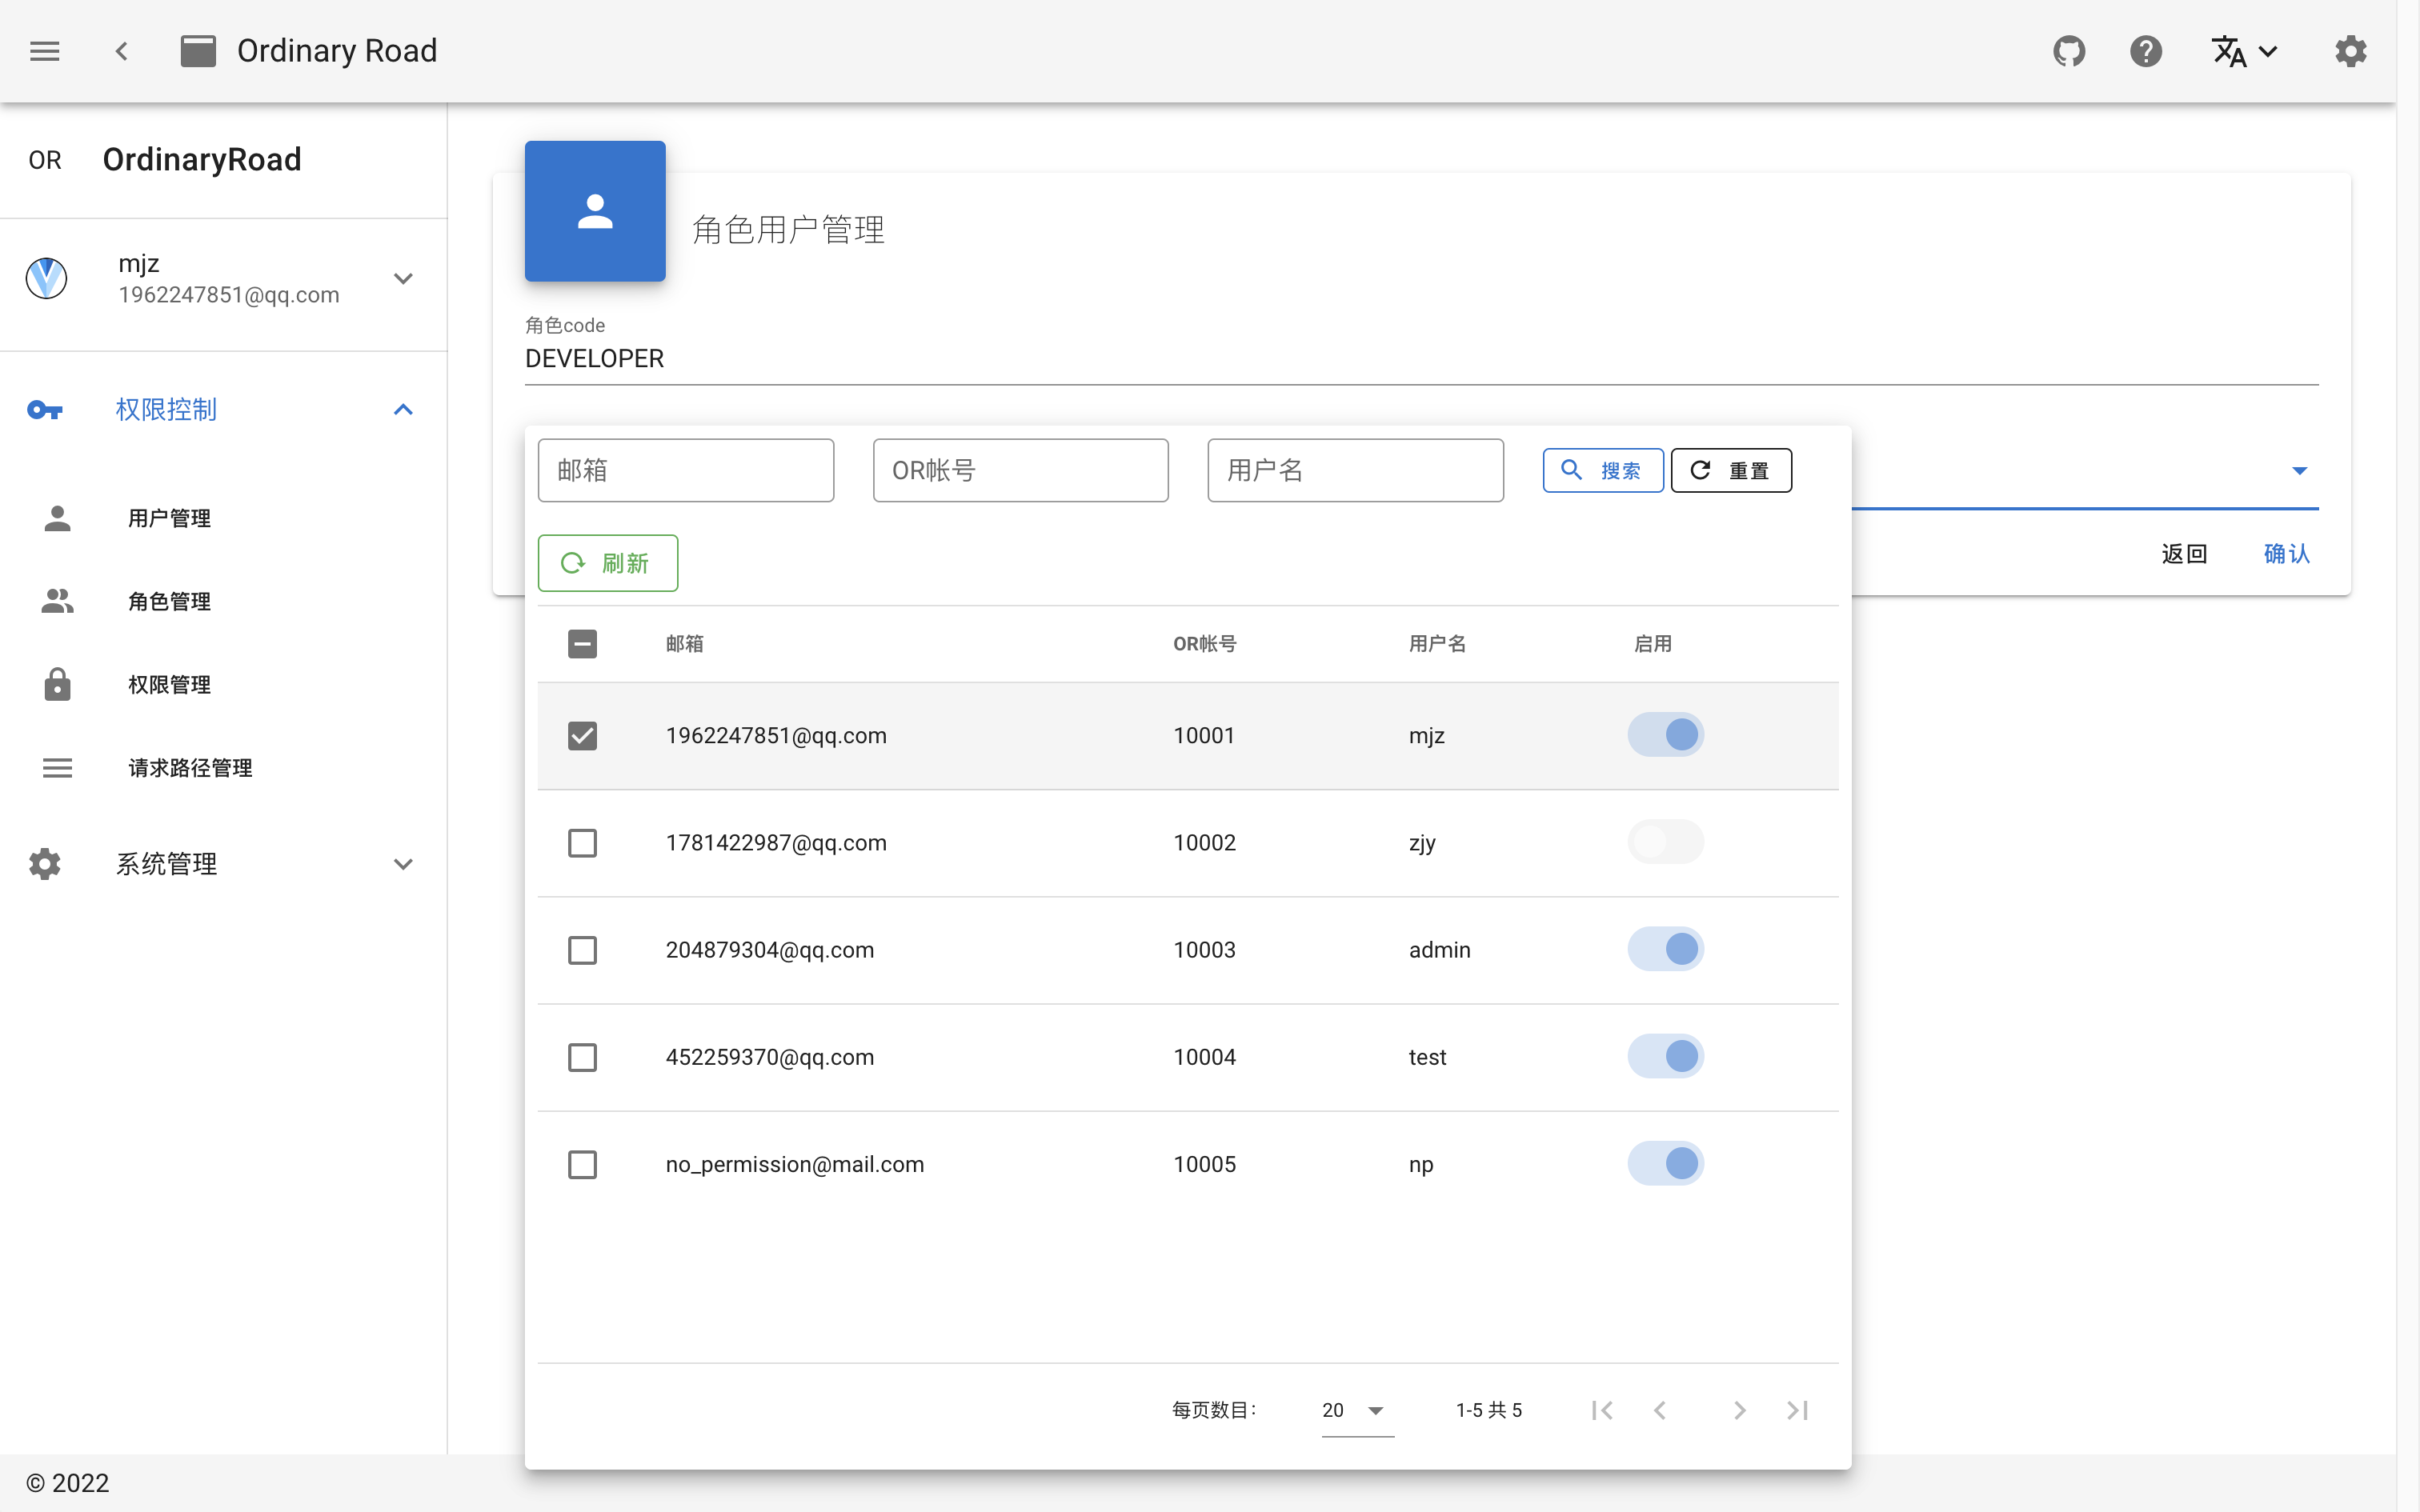 Ordinary Road
OR OrdinaryRoad
mjz
1962247851@qq.com
权限控制
用户管理
角色管理
权限管理
请求路径管理
系统管理
角色用户管理
角色code
DEVELOPER
邮箱 OR帐号 用户名 搜索 重置
刷新
返回 确认
邮箱 OR帐号 用户名 启用
1962247851@qq.com 10001 mjz
1781422987@qq.com 10002 zjy
204879304@qq.com 10003 admin
452259370@qq.com 10004 test
no_permission@mail.com 10005 np
每页数目: 20 1-5 共 5
© 2022